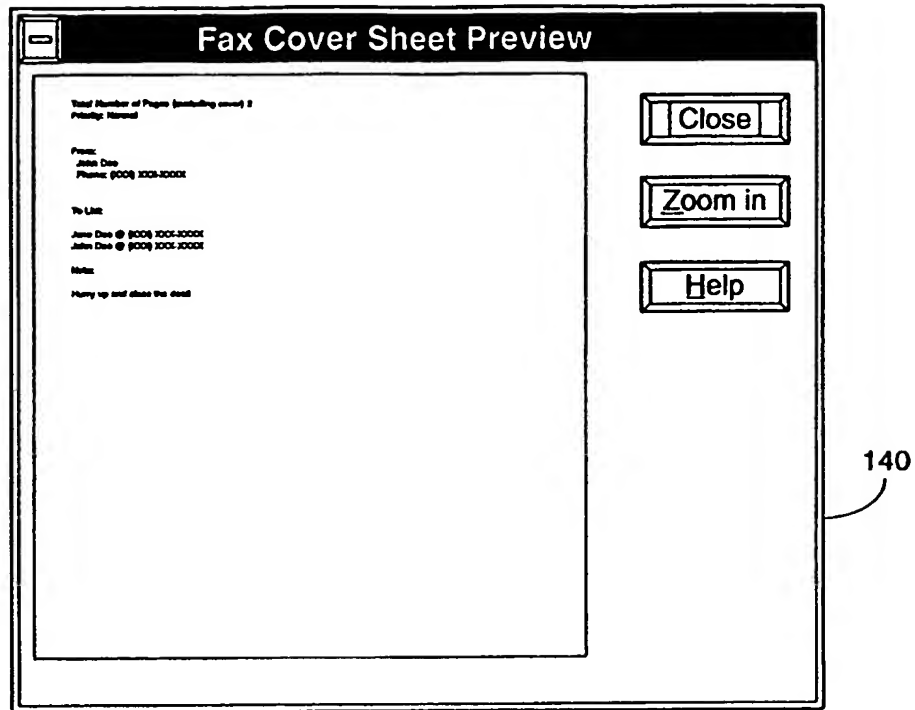 Fax Cover Sheet Preview
Total Number of Pages (including cover) 2
Priority: Normal
From:
John Doe
Phone: (XXX) XXX-XXXX
To List:
Jane Doe @ (XXX) XXX-XXXX
John Doe @ (XXX) XXX-XXXX
Note:
Hurry up and close the deal!
Close
Zoom in
Help
140